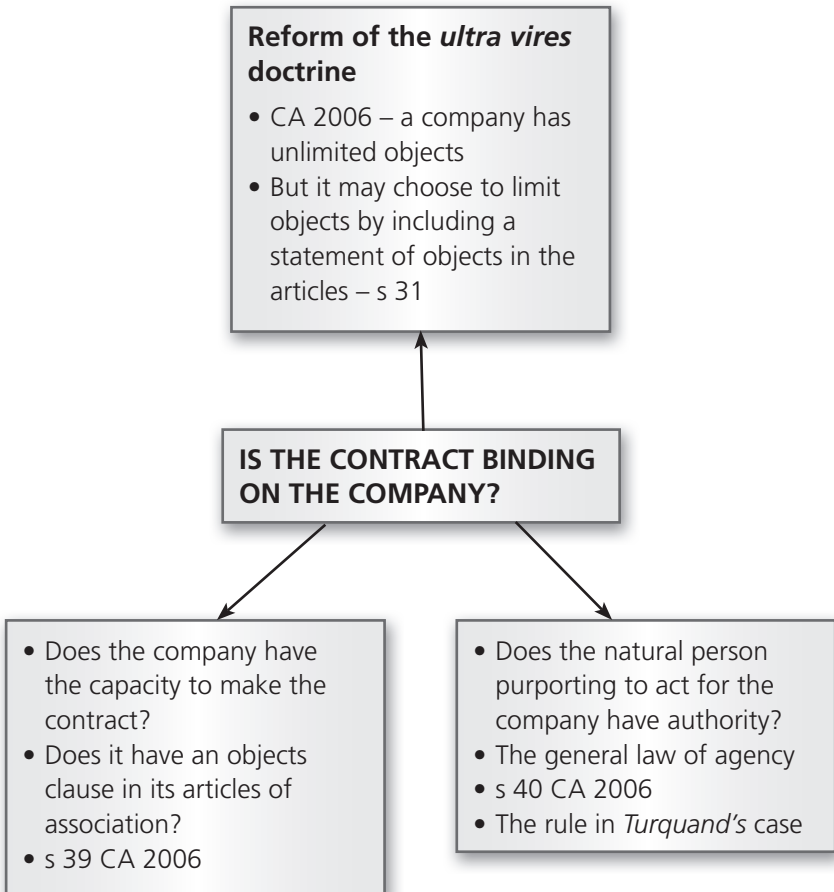 Reform of the ultra vires
doctrine
• CA 2006 – a company has
unlimited objects
• But it may choose to limit
objects by including a
statement of objects in the
articles – s 31
IS THE CONTRACT BINDING
ON THE COMPANY?
• Does the company have
the capacity to make the
contract?
• Does it have an objects
clause in its articles of
association?
• s 39 CA 2006
• Does the natural person
purporting to act for the
company have authority?
• The general law of agency
• s 40 CA 2006
• The rule in Turquand's case